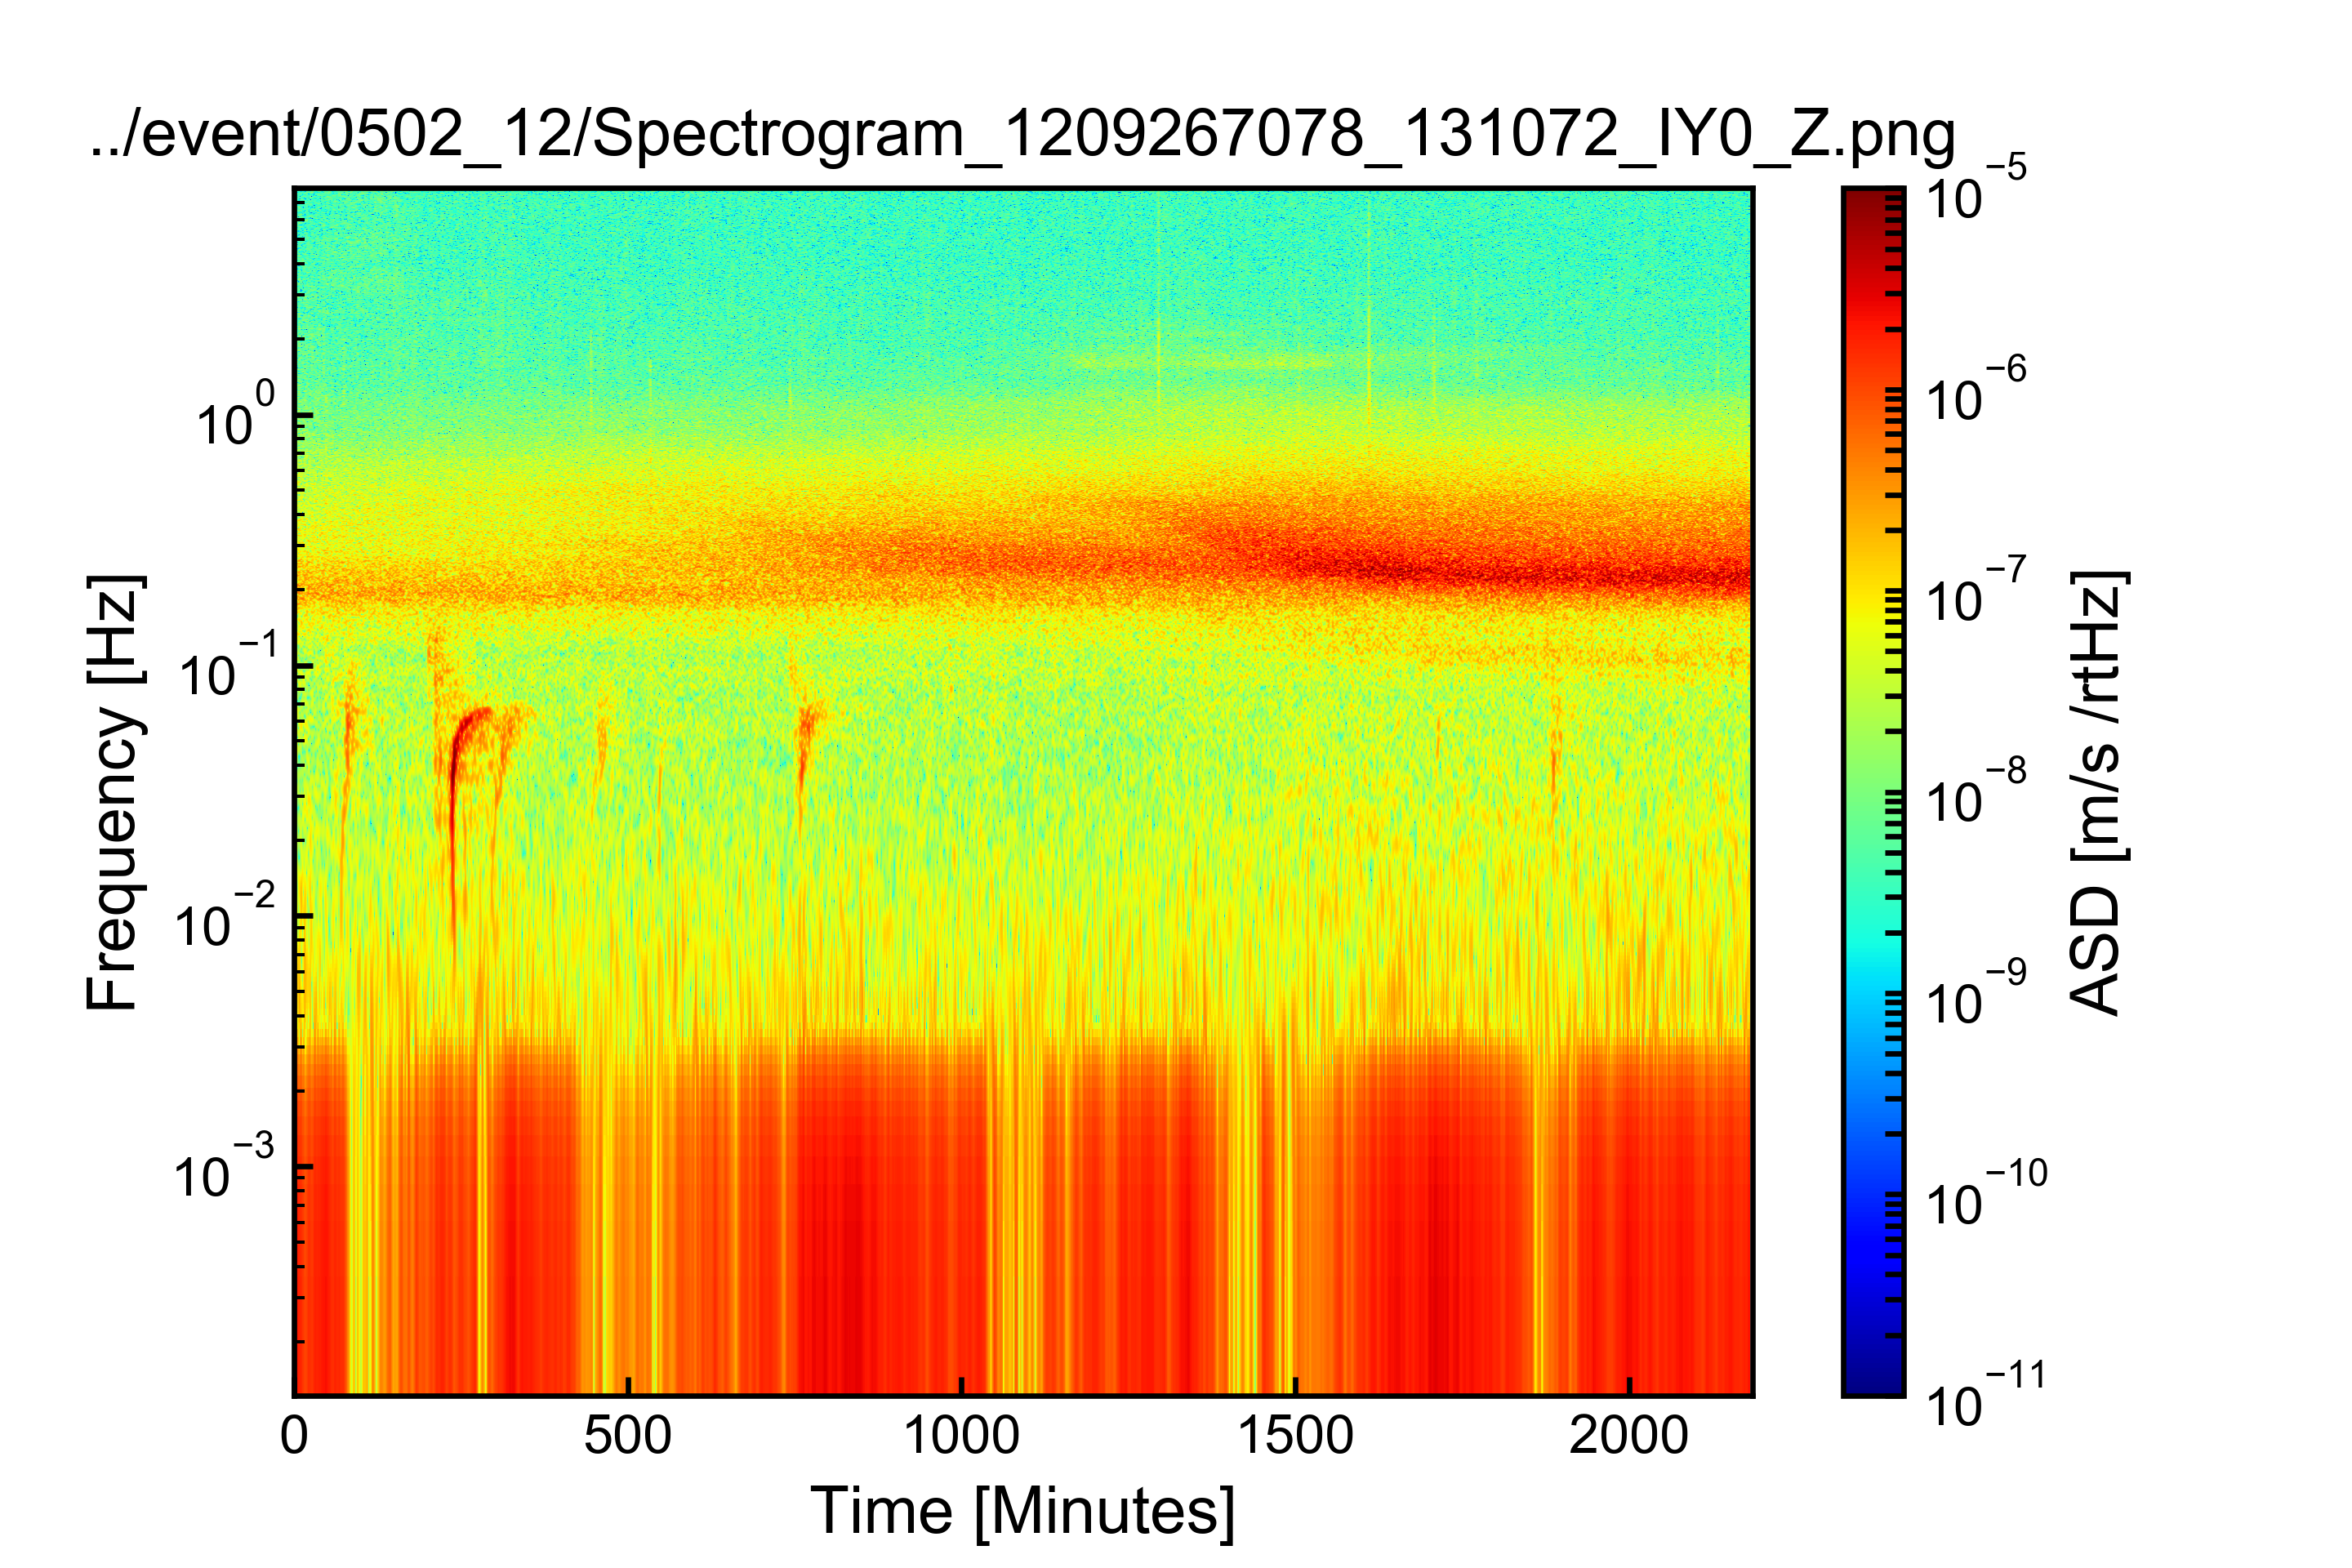 ../event/0502_12/Spectrogram_1209267078_131072_IY0_Z.png
Frequency [Hz]
10^0
10^−1
10^−2
10^−3
0 500 1000 1500 2000
Time [Minutes]
10^−5
10^−6
10^−7
10^−8
10^−9
10^−10
10^−11
ASD [m/s /rtHz]